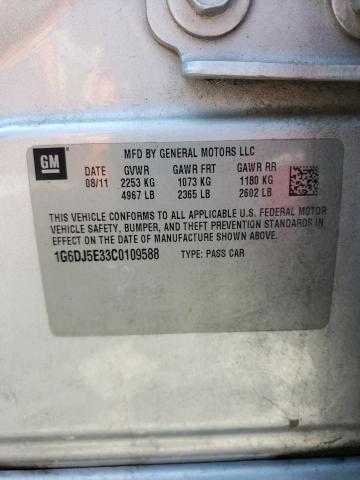 GM
MFD BY GENERAL MOTORS LLC
DATE GVWR GAWR FRT GAWR RR
08/11 2253 KG 1073 KG 1180 KG
4967 LB 2365 LB 2602 LB
THIS VEHICLE CONFORMS TO ALL APPLICABLE U.S. FEDERAL MOTOR
VEHICLE SAFETY, BUMPER, AND THEFT PREVENTION STANDARDS IN
EFFECT ON THE DATE OF MANUFACTURE SHOWN ABOVE.
1G6DJ5E33C0109588 TYPE: PASS CAR